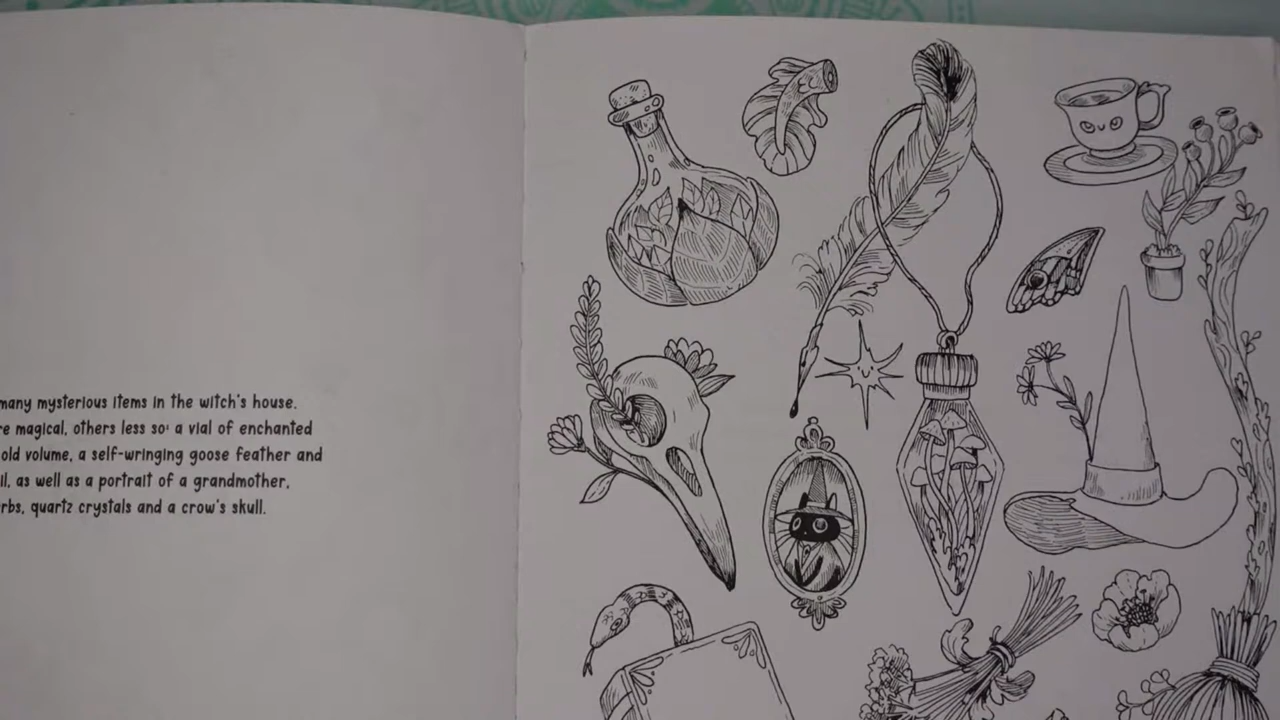 many mysterious items in the witch's house.
re magical, others less so: a vial of enchanted
old volume, a self-wringing goose feather and
ll, as well as a portrait of a grandmother,
rbs, quartz crystals and a crow's skull.